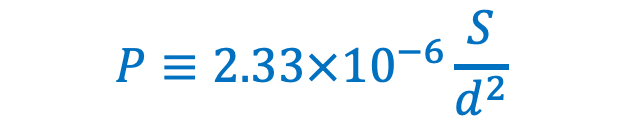 P ≡ 2.33×10⁻⁶ S/d²